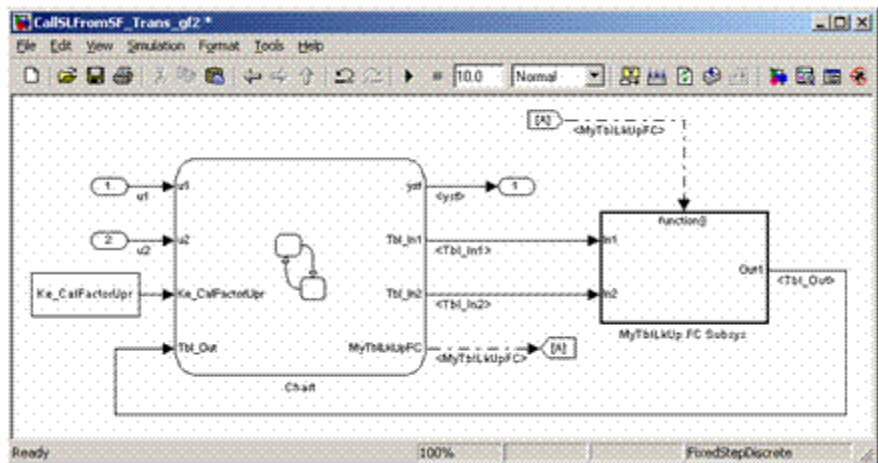 CallSLFromSF_Trans_gf2 *
File Edit View Simulation Format Tools Help
10.0 Normal
[A]
<MyTblLkUpFC>
1
u1
u1
yst
<yst>
1
function()
2
u2
u2
Tbl_In1
<Tbl_In1>
In1
Ke_CalFactorUpr
Ke_CalFactorUpr
Tbl_In2
<Tbl_In2>
In2
Out1
<Tbl_Out>
MyTblLkUp FC Subsys
Tbl_Out
MyTblLkUpFC
<MyTblLkUpFC>
[A]
Chart
Ready 100% FixedStepDiscrete